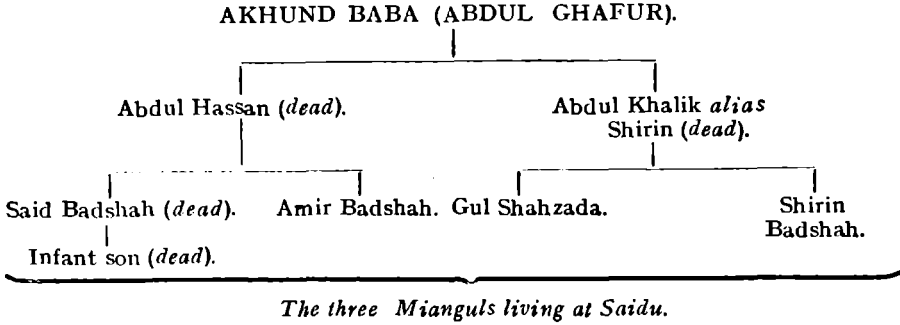 AKHUND BABA (ABDUL GHAFUR).
Abdul Hassan (dead).
Abdul Khalik alias
Shirin (dead).
Said Badshah (dead).
Amir Badshah.
Gul Shahzada.
Shirin
Badshah.
Infant son (dead).
The three Mianguls living at Saidu.